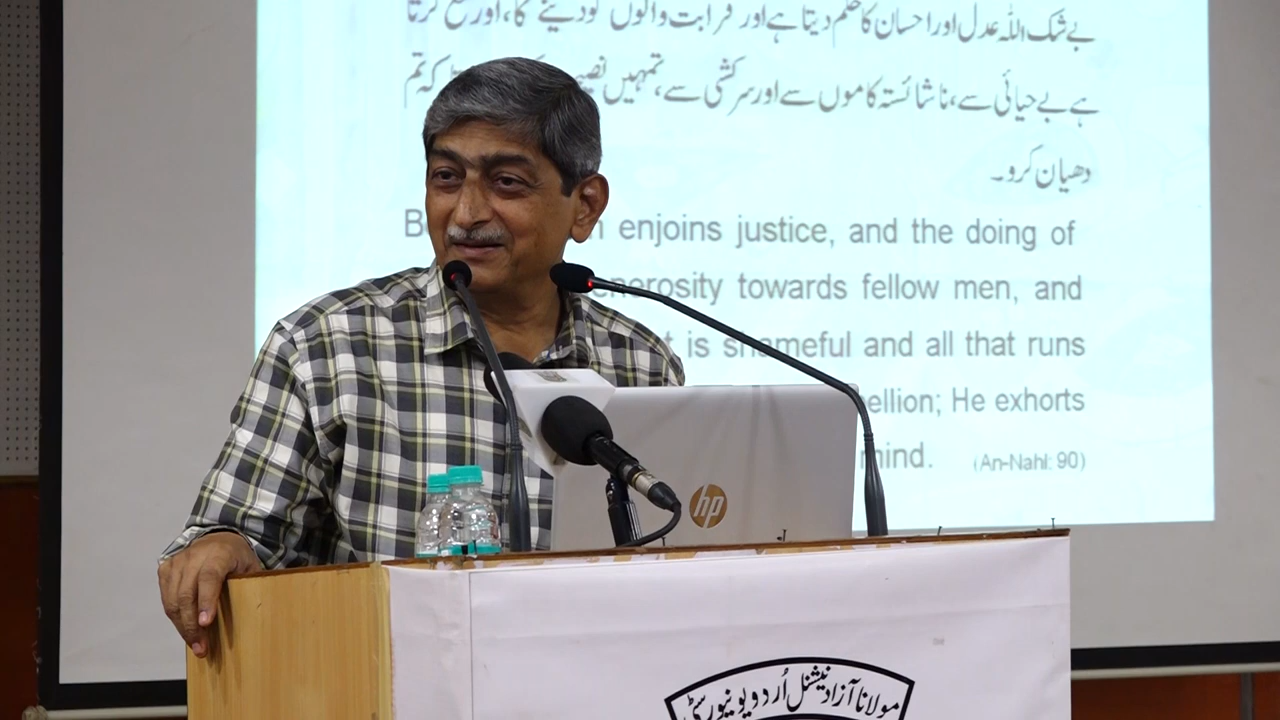 بے شک اللہ عدل اور احسان کا حکم دیتا ہے اور قرابت والوں کو دینے کا، اور منع کرتا
ہے بے حیائی سے، ناشائستہ کاموں سے اور سرکشی سے، تمہیں کہ تم
دھیان کرو۔
enjoins justice, and the doing of
towards fellow men, and
is shameful and all that runs
He exhorts
mind. (An-Nahl: 90)
hp
مولانا آزاد نیشنل اُردو یونیورسٹی